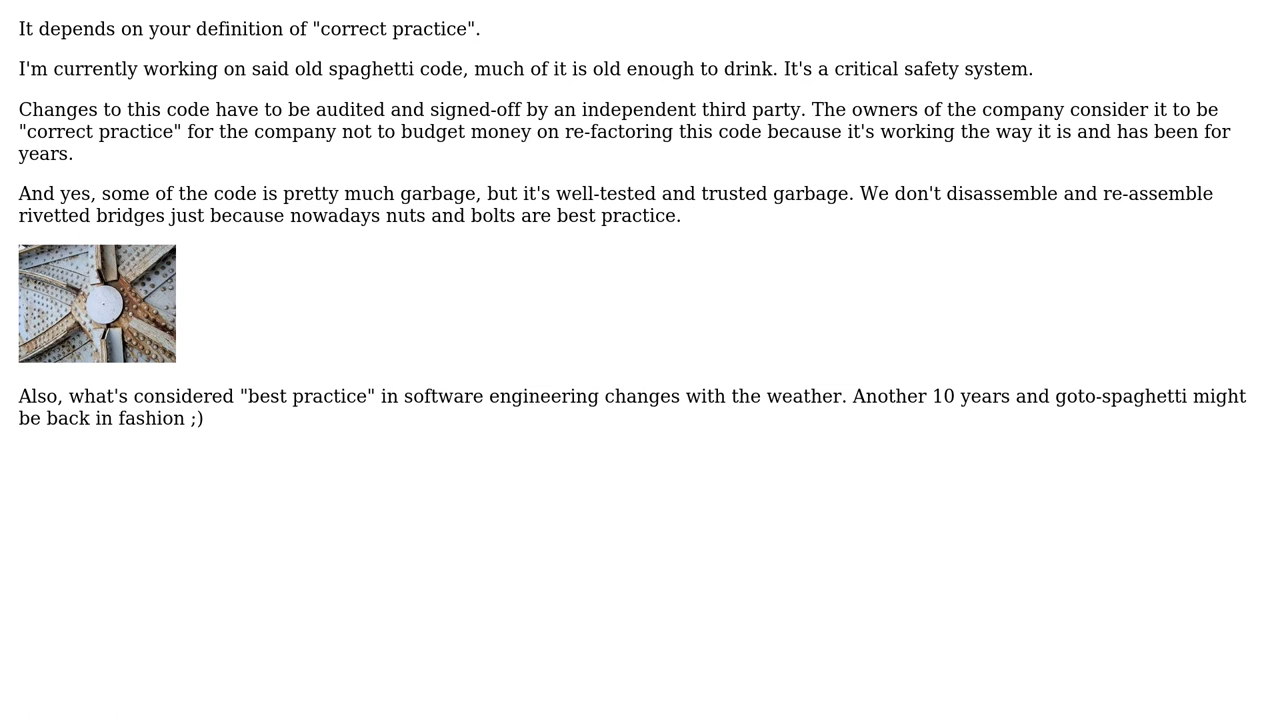 It depends on your definition of "correct practice".
I'm currently working on said old spaghetti code, much of it is old enough to drink. It's a critical safety system.
Changes to this code have to be audited and signed-off by an independent third party. The owners of the company consider it to be
"correct practice" for the company not to budget money on re-factoring this code because it's working the way it is and has been for
years.
And yes, some of the code is pretty much garbage, but it's well-tested and trusted garbage. We don't disassemble and re-assemble
rivetted bridges just because nowadays nuts and bolts are best practice.
Also, what's considered "best practice" in software engineering changes with the weather. Another 10 years and goto-spaghetti might
be back in fashion ;)